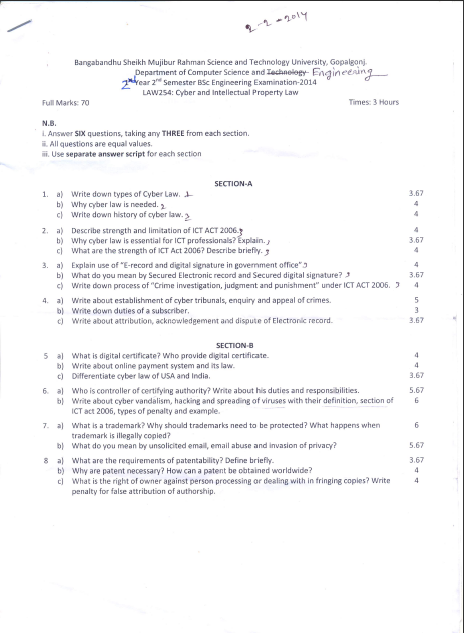 2-2-2014
Bangabandhu Sheikh Mujibur Rahman Science and Technology University, Gopalgonj.
Department of Computer Science and Technology Engineering
2nd Year 2nd Semester BSc Engineering Examination-2014
LAW254: Cyber and Intellectual Property Law
Full Marks: 70 Times: 3 Hours
N.B.
i. Answer SIX questions, taking any THREE from each section.
ii. All questions are equal values.
iii. Use separate answer script for each section
SECTION-A
1. a) Write down types of Cyber Law. 3.67
b) Why cyber law is needed. 4
c) Write down history of cyber law. 4
2. a) Describe strength and limitation of ICT ACT 2006. 4
b) Why cyber law is essential for ICT professionals? Explain. 3.67
c) What are the strength of ICT ACT 2006? Describe briefly. 4
3. a) Explain use of "E-record and digital signature in government office" 4
b) What do you mean by Secured Electronic record and Secured digital signature? 3.67
c) Write down process of "Crime investigation, judgment and punishment" under ICT ACT 2006. 4
4. a) Write about establishment of cyber tribunals, enquiry and appeal of crimes. 5
b) Write down duties of a subscriber. 3
c) Write about attribution, acknowledgement and dispute of Electronic record. 3.67
SECTION-B
5 a) What is digital certificate? Who provide digital certificate. 4
b) Write about online payment system and its law. 4
c) Differentiate cyber law of USA and India. 3.67
6. a) Who is controller of certifying authority? Write about his duties and responsibilities. 5.67
b) Write about cyber vandalism, hacking and spreading of viruses with their definition, section of 6
ICT act 2006, types of penalty and example.
7. a) What is a trademark? Why should trademarks need to be protected? What happens when 6
trademark is illegally copied?
b) What do you mean by unsolicited email, email abuse and invasion of privacy? 5.67
8 a) What are the requirements of patentability? Define briefly. 3.67
b) Why are patent necessary? How can a patent be obtained worldwide? 4
c) What is the right of owner against person processing or dealing with in fringing copies? Write 4
penalty for false attribution of authorship.